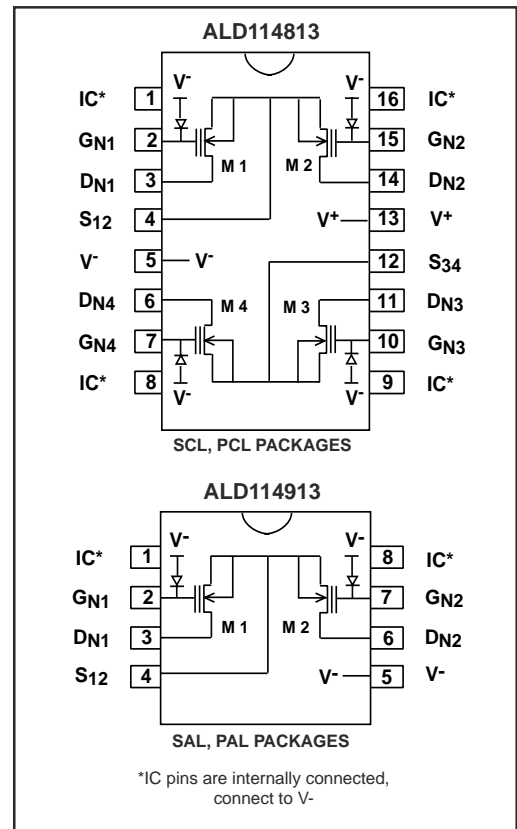 ALD114813
IC* 1 V- V- 16 IC*
GN1 2 15 GN2
DN1 3 M 1 M 2 14 DN2
S12 4 V+ 13 V+
V- 5 V- 12 S34
DN4 6 M 4 M 3 11 DN3
GN4 7 10 GN3
IC* 8 V- V- 9 IC*
SCL, PCL PACKAGES
ALD114913
IC* 1 V- V- 8 IC*
GN1 2 7 GN2
DN1 3 M 1 M 2 6 DN2
S12 4 V- 5 V-
SAL, PAL PACKAGES
*IC pins are internally connected,
connect to V-